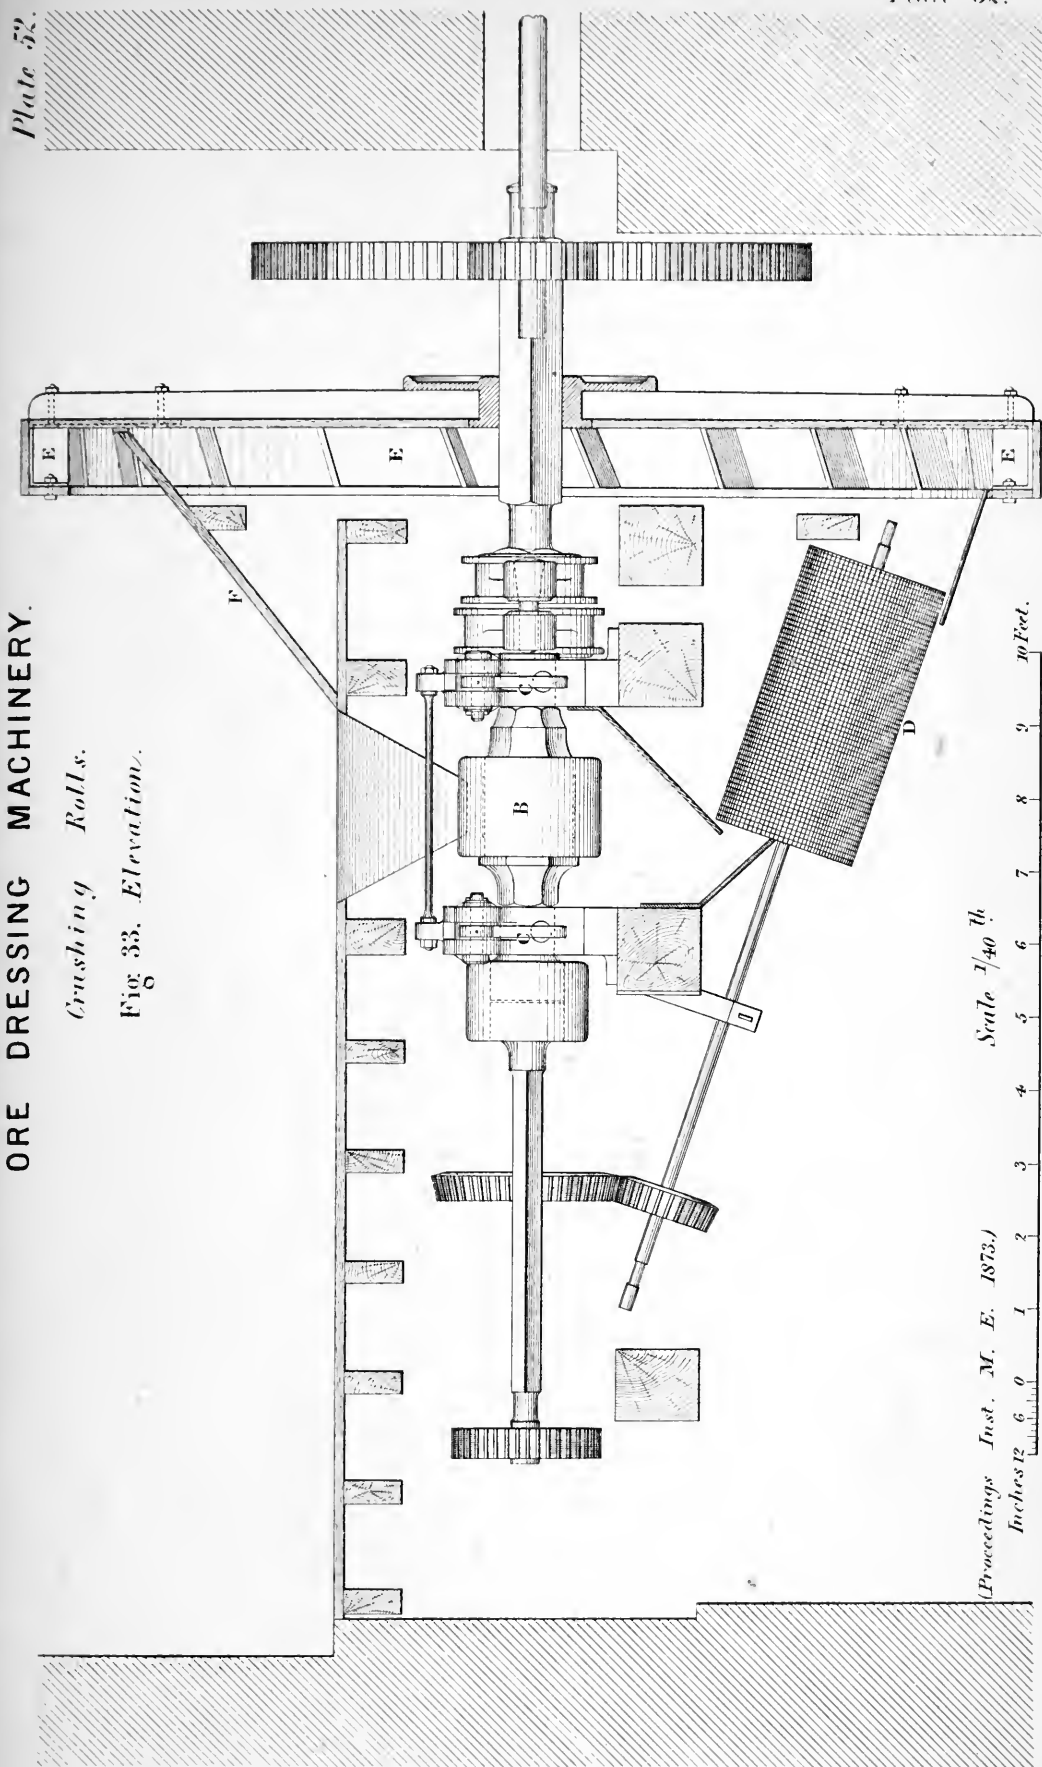 Plate 52.
ORE DRESSING MACHINERY.
Crushing Rolls.
Fig. 33. Elevation.
E
E
E
F
C
B
C
D
(Proceedings Inst. M. E. 1873.)
Scale 1/40 th
Inches 12 6 0 1 2 3 4 5 6 7 8 9 10 Feet.